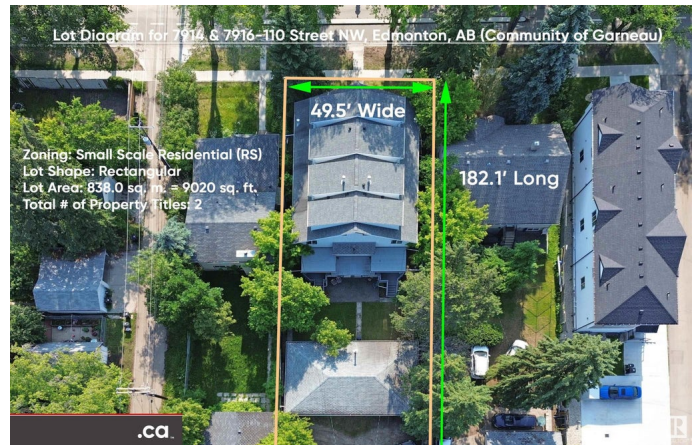 Lot Diagram for 7914 & 7916-110 Street NW, Edmonton, AB (Community of Garneau)
49.5' Wide
Zoning: Small Scale Residential (RS)
Lot Shape: Rectangular
Lot Area: 838.0 sq. m. = 9020 sq. ft.
Total # of Property Titles: 2
182.1' Long
.ca